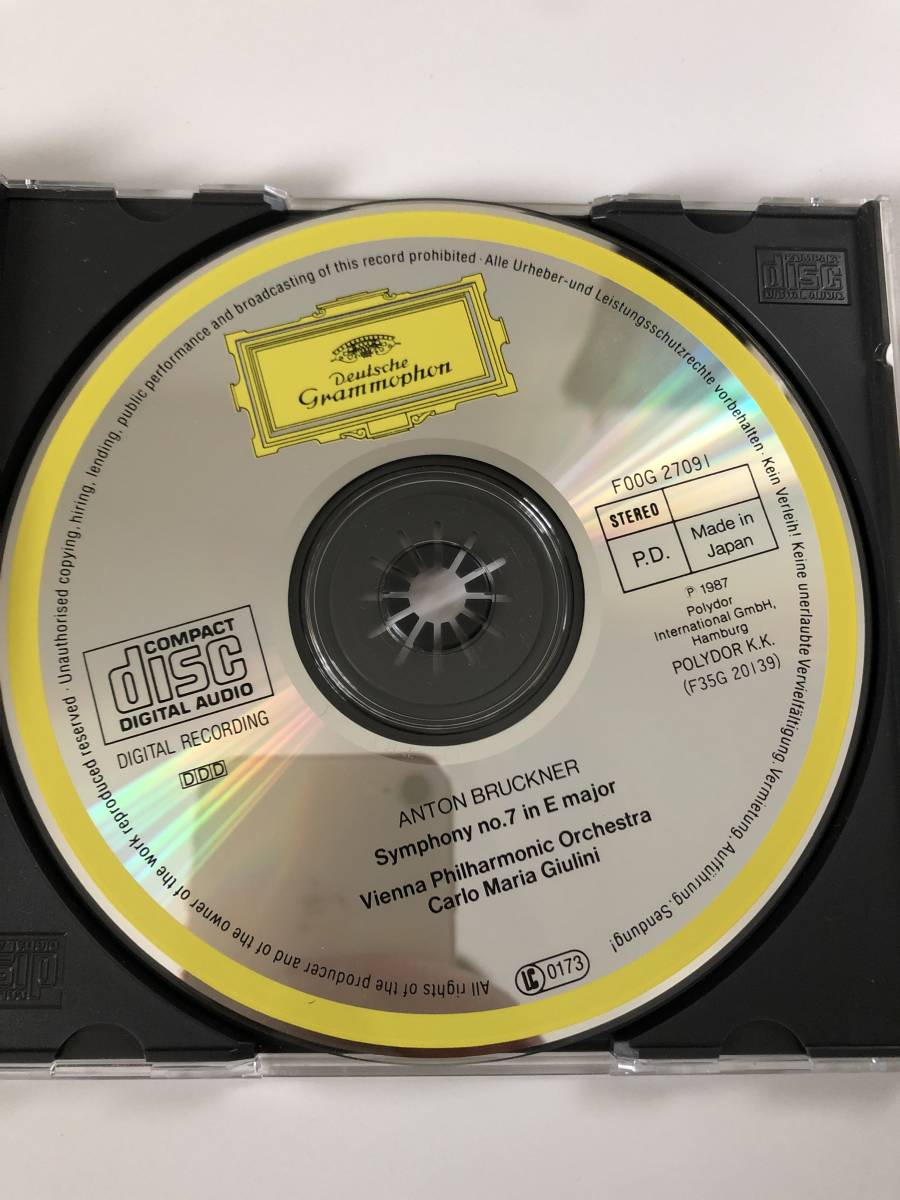 All rights of the producer and of the owner of the work reproduced reserved · Unauthorised copying, hiring, lending, public performance and broadcasting of this record prohibited · Alle Urheber-und Leistungsschutzrechte vorbehalten · Kein Verleih! Keine unerlaubte Vervielfältigung, Vermietung, Aufführung, Sendung!
Deutsche
Grammophon
F00G 27091
STEREO
P.D.
Made in
Japan
℗ 1987
Polydor
International GmbH,
Hamburg
POLYDOR K.K.
(F35G 20139)
COMPACT
disc
DIGITAL AUDIO
DIGITAL RECORDING
DDD
ANTON BRUCKNER
Symphony no.7 in E major
Vienna Philharmonic Orchestra
Carlo Maria Giulini
LC 0173
COMPACT
disc
DIGITAL AUDIO